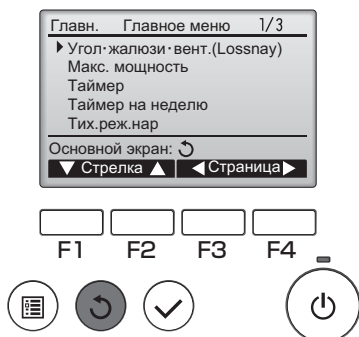 Главн. Главное меню 1/3
Угол·жалюзи·вент.(Lossnay)
Макс. мощность
Таймер
Таймер на неделю
Тих.реж.нар
Основной экран:
Стрелка Страница
F1 F2 F3 F4